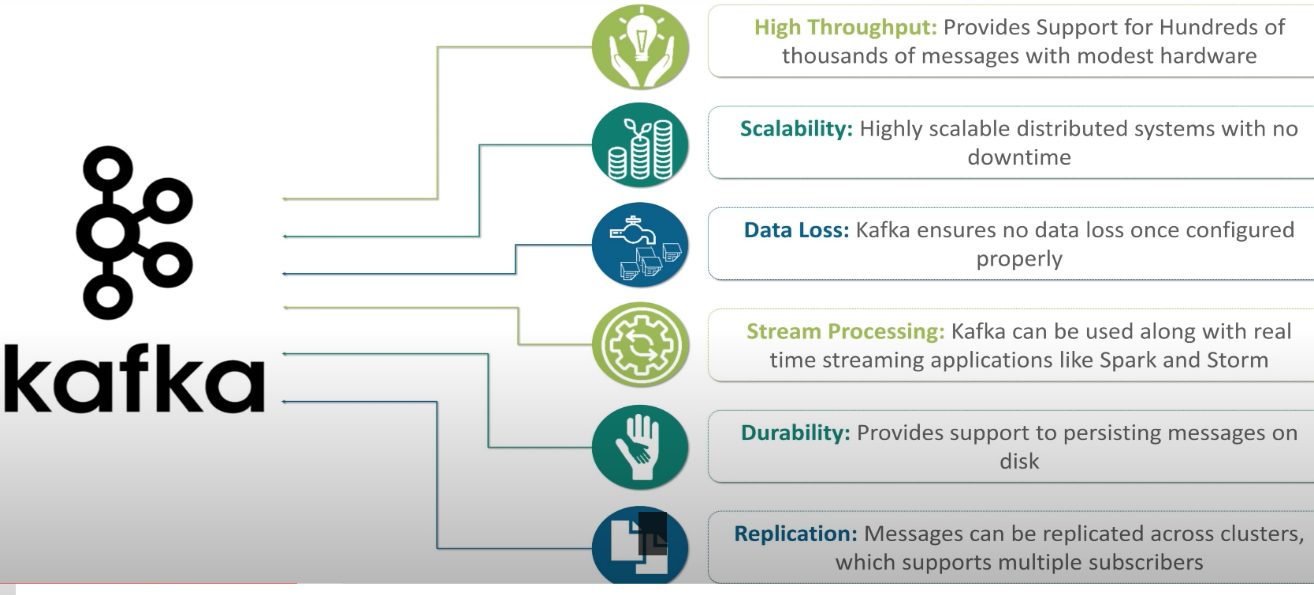 High Throughput: Provides Support for Hundreds of
thousands of messages with modest hardware
Scalability: Highly scalable distributed systems with no
downtime
Data Loss: Kafka ensures no data loss once configured
properly
kafka
Stream Processing: Kafka can be used along with real
time streaming applications like Spark and Storm
Durability: Provides support to persisting messages on
disk
Replication: Messages can be replicated across clusters,
which supports multiple subscribers